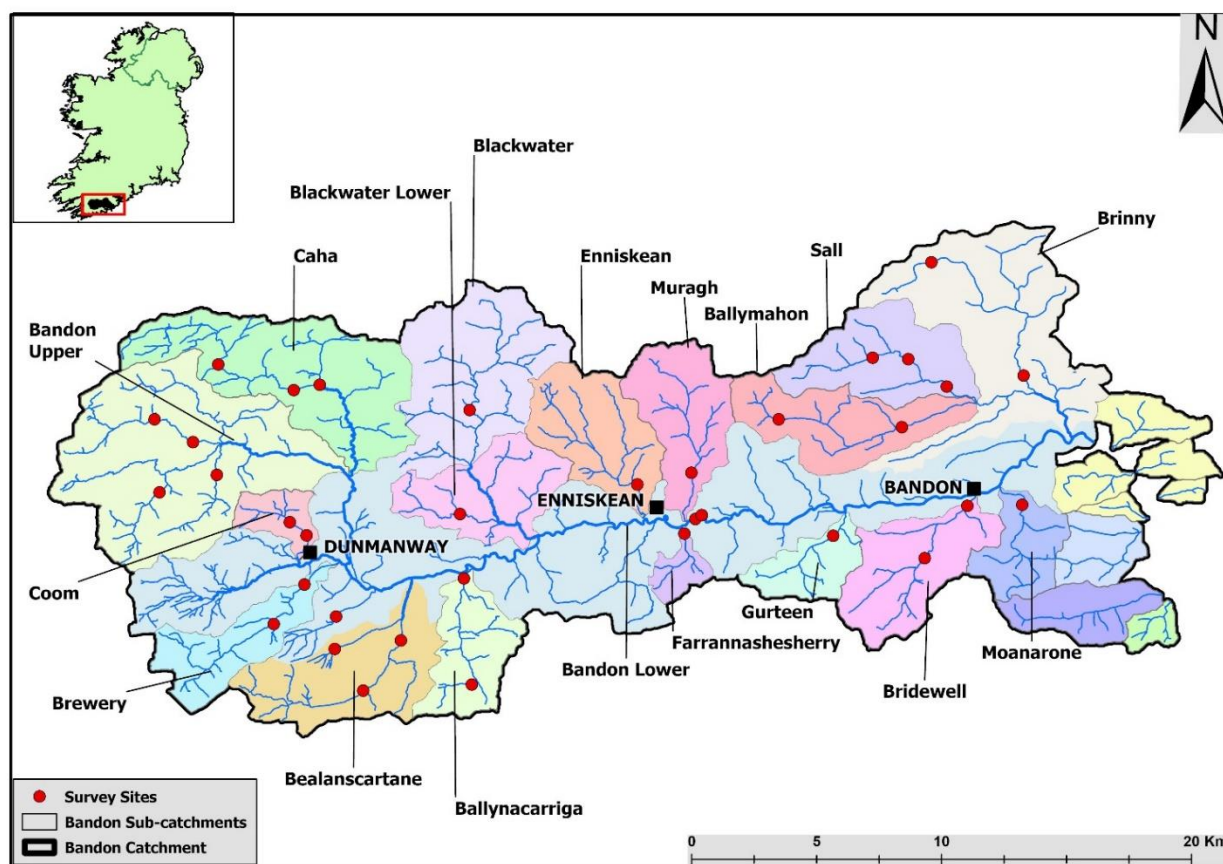 N
Blackwater
Blackwater Lower
Brinny
Caha
Enniskean
Sall
Muragh
Ballymahon
Bandon
Upper
ENNISKEAN
BANDON
DUNMANWAY
Coom
Gurteen
Farrannashesherry
Moanarone
Bandon Lower
Bridewell
Brewery
Bealanscartane
Ballynacarriga
Survey Sites
Bandon Sub-catchments
Bandon Catchment
0 5 10 20 Km